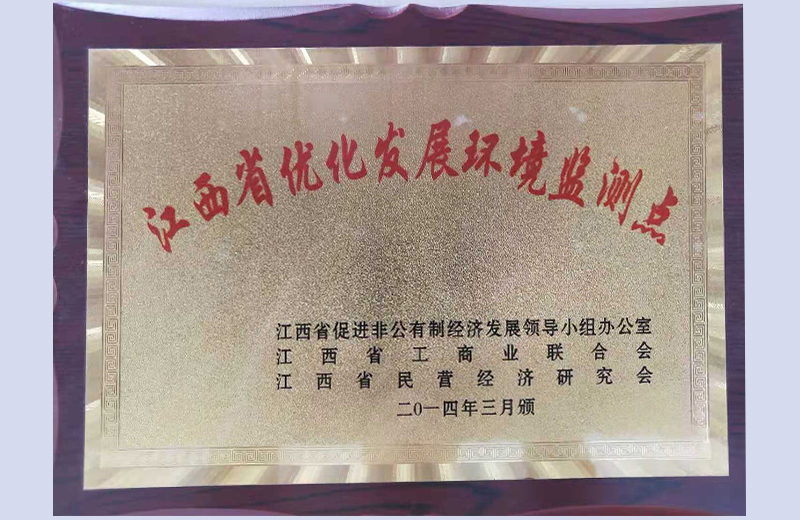 江西省优化发展环境监测点
江西省促进非公有制经济发展领导小组办公室
江西省工商业联合会
江西省民营经济研究会
二0一四年三月颁